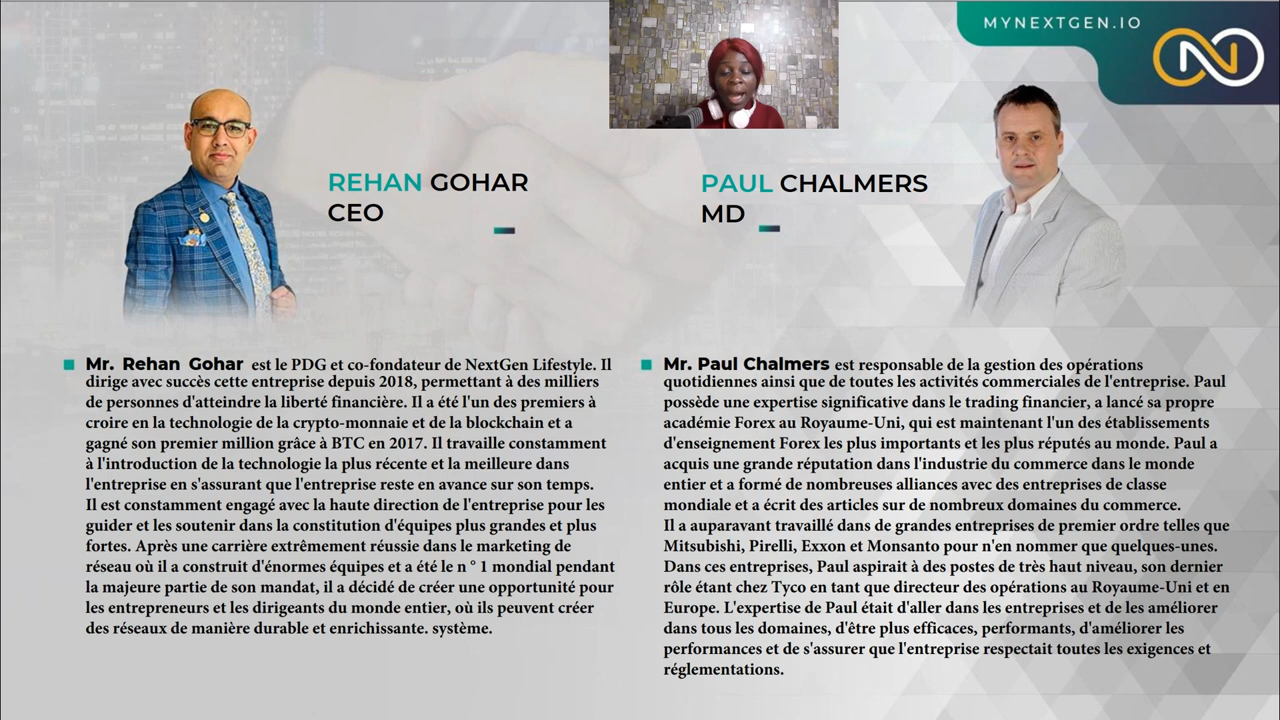 MYNEXTGEN.IO
REHAN GOHAR
CEO
PAUL CHALMERS
MD
Mr. Rehan Gohar est le PDG et co-fondateur de NextGen Lifestyle. Il
dirige avec succès cette entreprise depuis 2018, permettant à des milliers
de personnes d'atteindre la liberté financière. Il a été l'un des premiers à
croire en la technologie de la crypto-monnaie et de la blockchain et a
gagné son premier million grâce à BTC en 2017. Il travaille constamment
à l'introduction de la technologie la plus récente et la meilleure dans
l'entreprise en s'assurant que l'entreprise reste en avance sur son temps.
Il est constamment engagé avec la haute direction de l'entreprise pour les
guider et les soutenir dans la constitution d'équipes plus grandes et plus
fortes. Après une carrière extrêmement réussie dans le marketing de
réseau où il a construit d'énormes équipes et a été le n ° 1 mondial pendant
la majeure partie de son mandat, il a décidé de créer une opportunité pour
les entrepreneurs et les dirigeants du monde entier, où ils peuvent créer
des réseaux de manière durable et enrichissante. système.
Mr. Paul Chalmers est responsable de la gestion des opérations
quotidiennes ainsi que de toutes les activités commerciales de l'entreprise. Paul
possède une expertise significative dans le trading financier, a lancé sa propre
académie Forex au Royaume-Uni, qui est maintenant l'un des établissements
d'enseignement Forex les plus importants et les plus réputés au monde. Paul a
acquis une grande réputation dans l'industrie du commerce dans le monde
entier et a formé de nombreuses alliances avec des entreprises de classe
mondiale et a écrit des articles sur de nombreux domaines du commerce.
Il a auparavant travaillé dans de grandes entreprises de premier ordre telles que
Mitsubishi, Pirelli, Exxon et Monsanto pour n'en nommer que quelques-unes.
Dans ces entreprises, Paul aspirait à des postes de très haut niveau, son dernier
rôle étant chez Tyco en tant que directeur des opérations au Royaume-Uni et en
Europe. L'expertise de Paul était d'aller dans les entreprises et de les améliorer
dans tous les domaines, d'être plus efficaces, performants, d'améliorer les
performances et de s'assurer que l'entreprise respectait toutes les exigences et
réglementations.